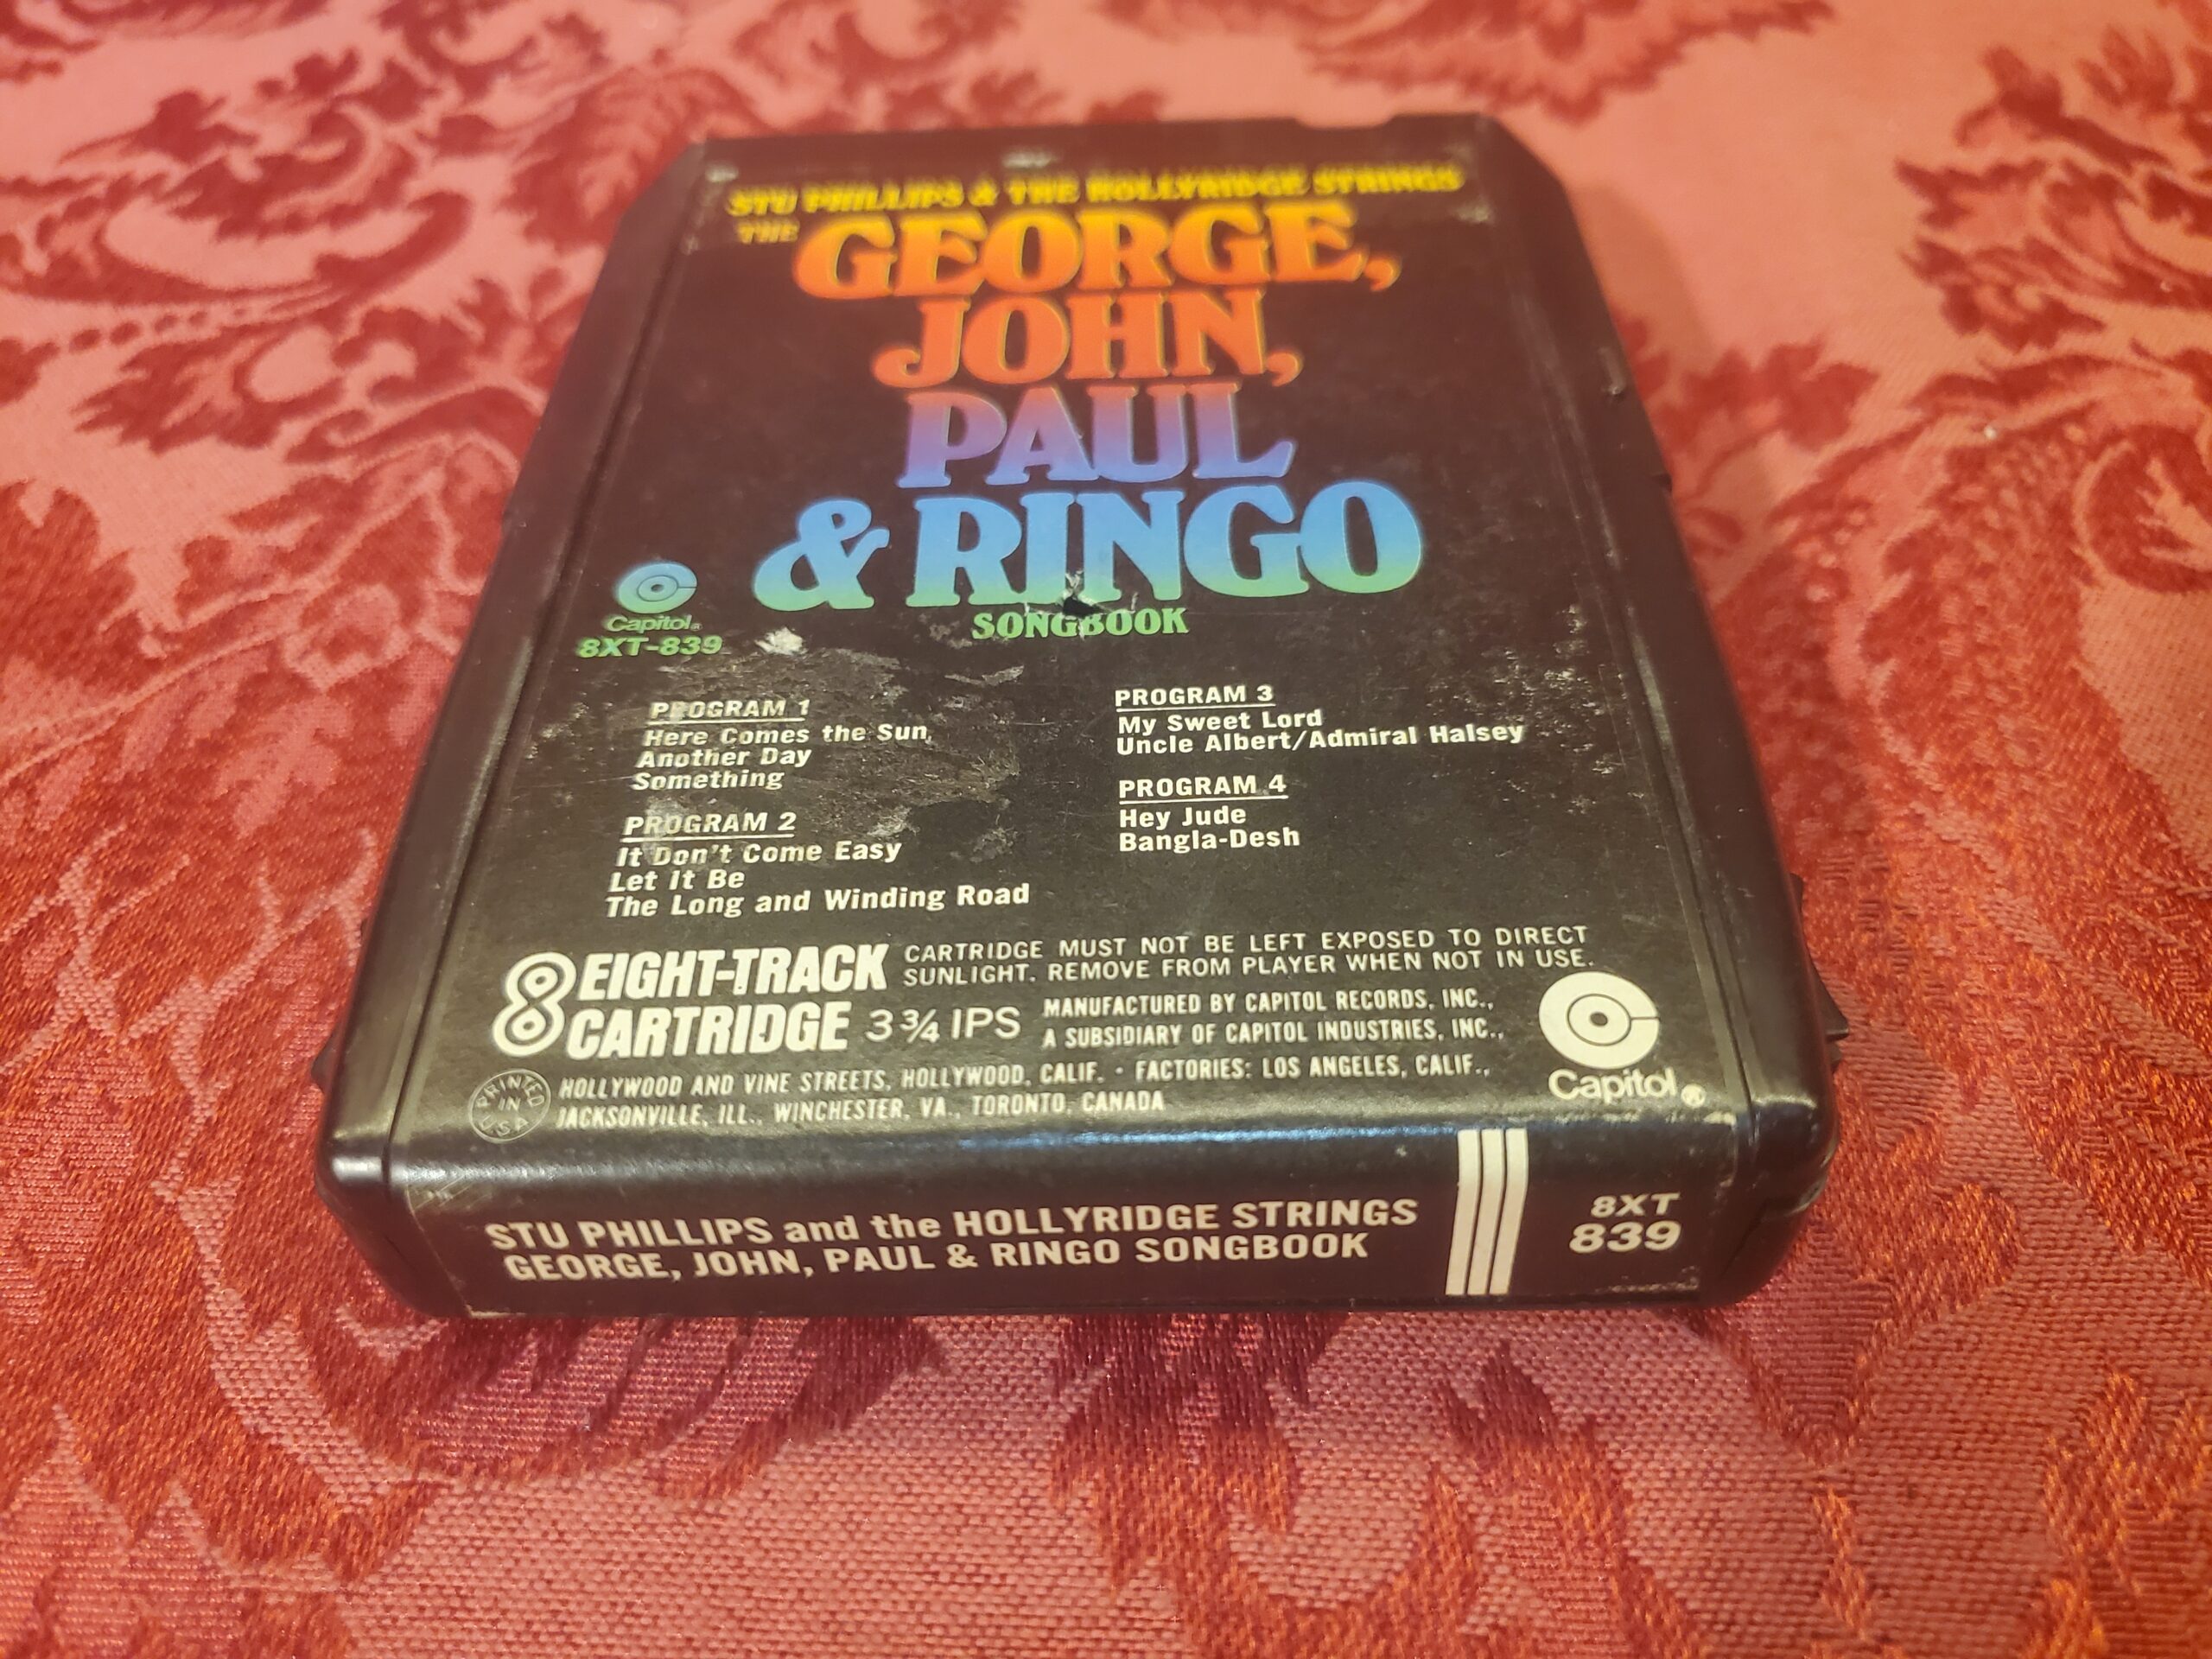 STU PHILLIPS & THE HOLLYRIDGE STRINGS
THE GEORGE,
JOHN,
PAUL
& RINGO
SONGBOOK
Capitol®
8XT-839
PROGRAM 1
Here Comes the Sun
Another Day
Something
PROGRAM 2
It Don't Come Easy
Let It Be
The Long and Winding Road
PROGRAM 3
My Sweet Lord
Uncle Albert/Admiral Halsey
PROGRAM 4
Hey Jude
Bangla-Desh
8 EIGHT-TRACK
CARTRIDGE 3 ¾ IPS
CARTRIDGE MUST NOT BE LEFT EXPOSED TO DIRECT
SUNLIGHT. REMOVE FROM PLAYER WHEN NOT IN USE.
MANUFACTURED BY CAPITOL RECORDS, INC.,
A SUBSIDIARY OF CAPITOL INDUSTRIES, INC.,
HOLLYWOOD AND VINE STREETS, HOLLYWOOD, CALIF. • FACTORIES: LOS ANGELES, CALIF.,
JACKSONVILLE, ILL., WINCHESTER, VA., TORONTO, CANADA
PRINTED
IN
U.S.A.
Capitol®
STU PHILLIPS and the HOLLYRIDGE STRINGS
GEORGE, JOHN, PAUL & RINGO SONGBOOK
8XT
839